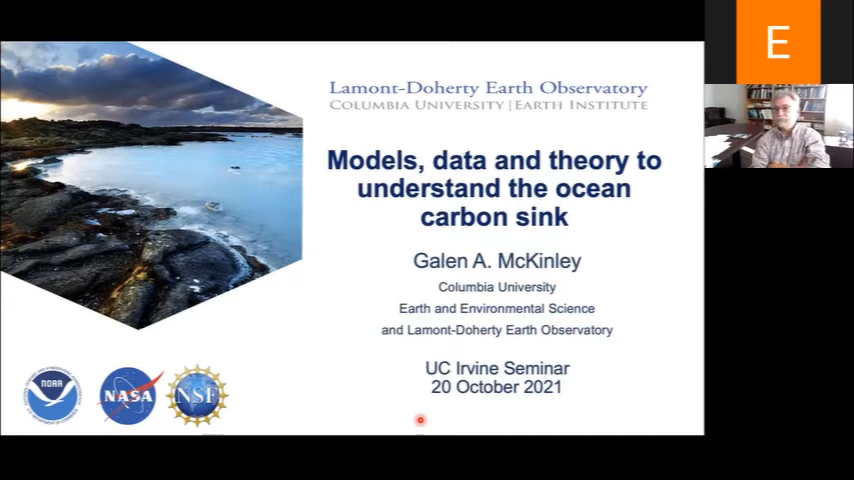 Lamont-Doherty Earth Observatory
COLUMBIA UNIVERSITY | EARTH INSTITUTE
Models, data and theory to
understand the ocean
carbon sink
Galen A. McKinley
Columbia University
Earth and Environmental Science
and Lamont-Doherty Earth Observatory
UC Irvine Seminar
20 October 2021
NOAA
NASA
NSF
E